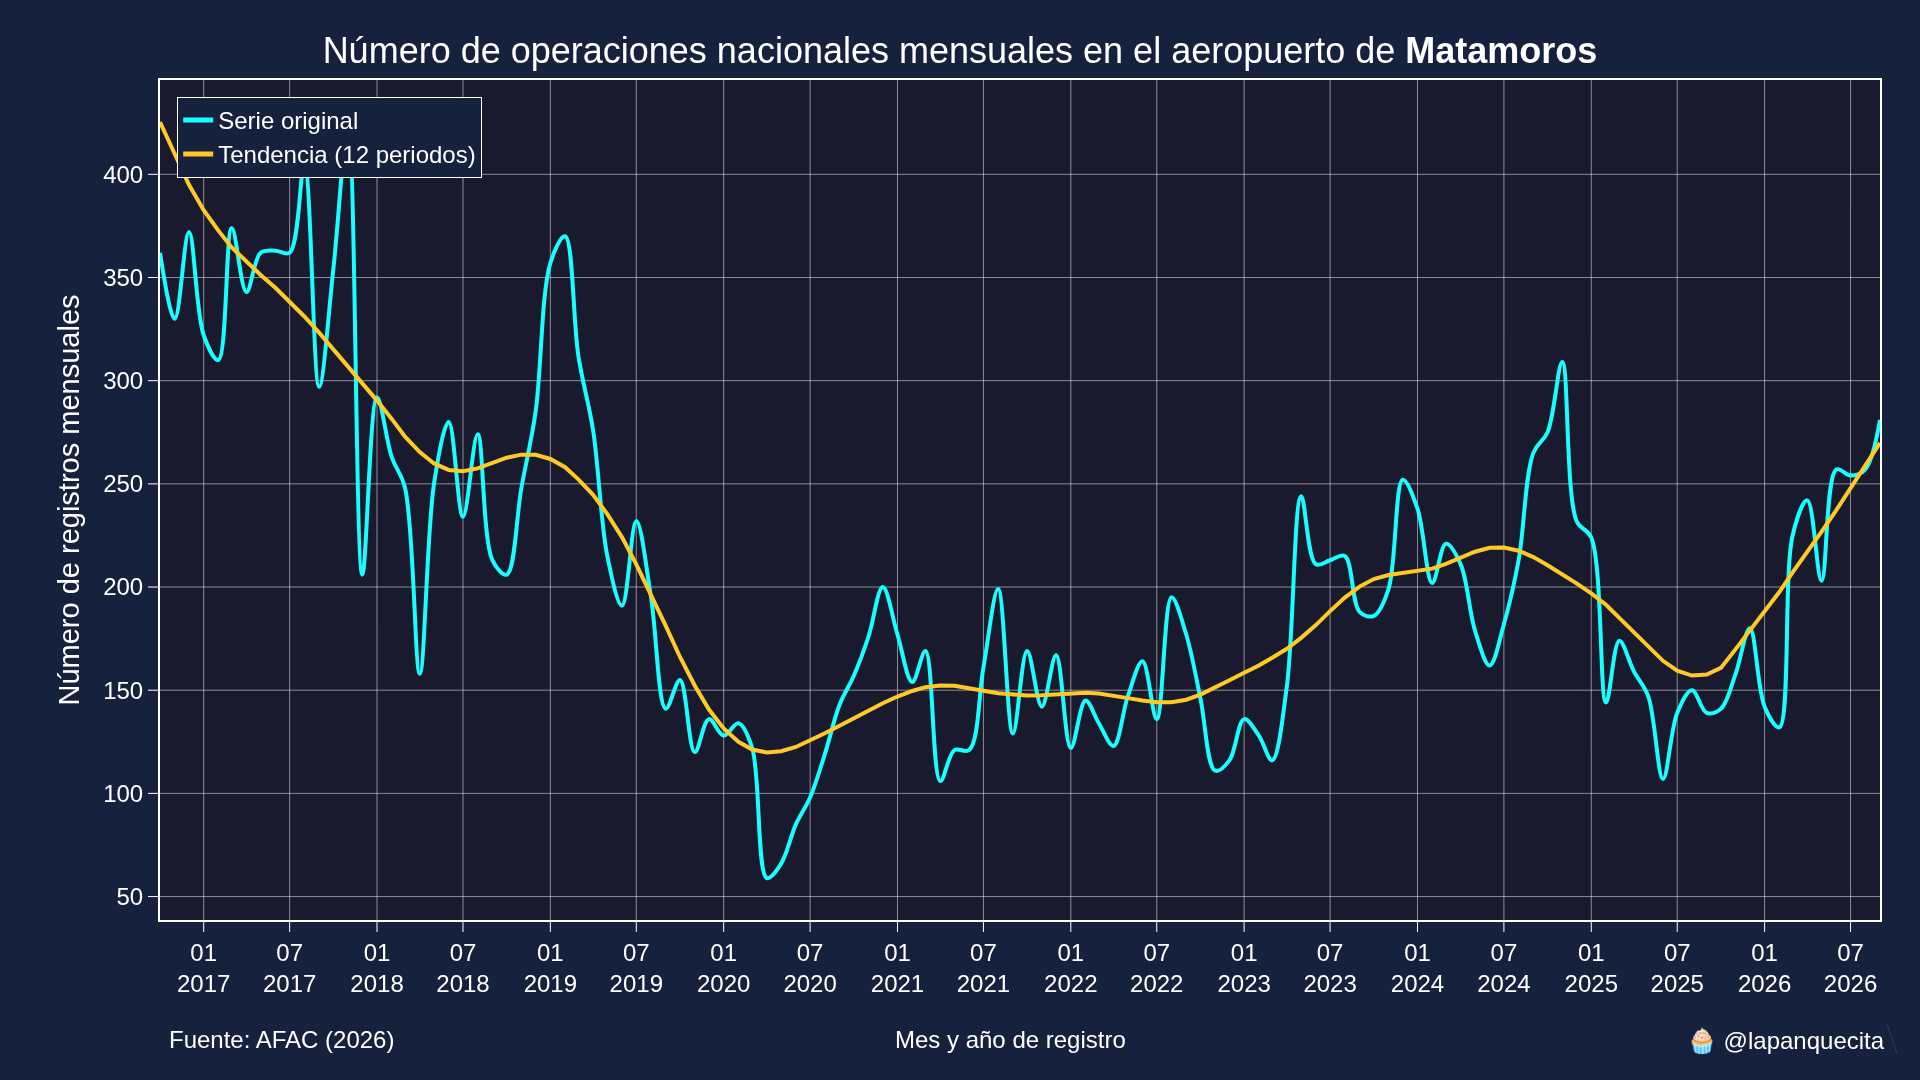 Número de operaciones nacionales mensuales en el aeropuerto de Matamoros
Serie original
Tendencia (12 periodos)
Número de registros mensuales
400
350
300
250
200
150
100
50
01 07 01 07 01 07 01 07 01 07 01 07 01 07 01 07 01 07 01 07
2017 2017 2018 2018 2019 2019 2020 2020 2021 2021 2022 2022 2023 2023 2024 2024 2025 2025 2026 2026
Fuente: AFAC (2026) Mes y año de registro 🧁 @lapanquecita